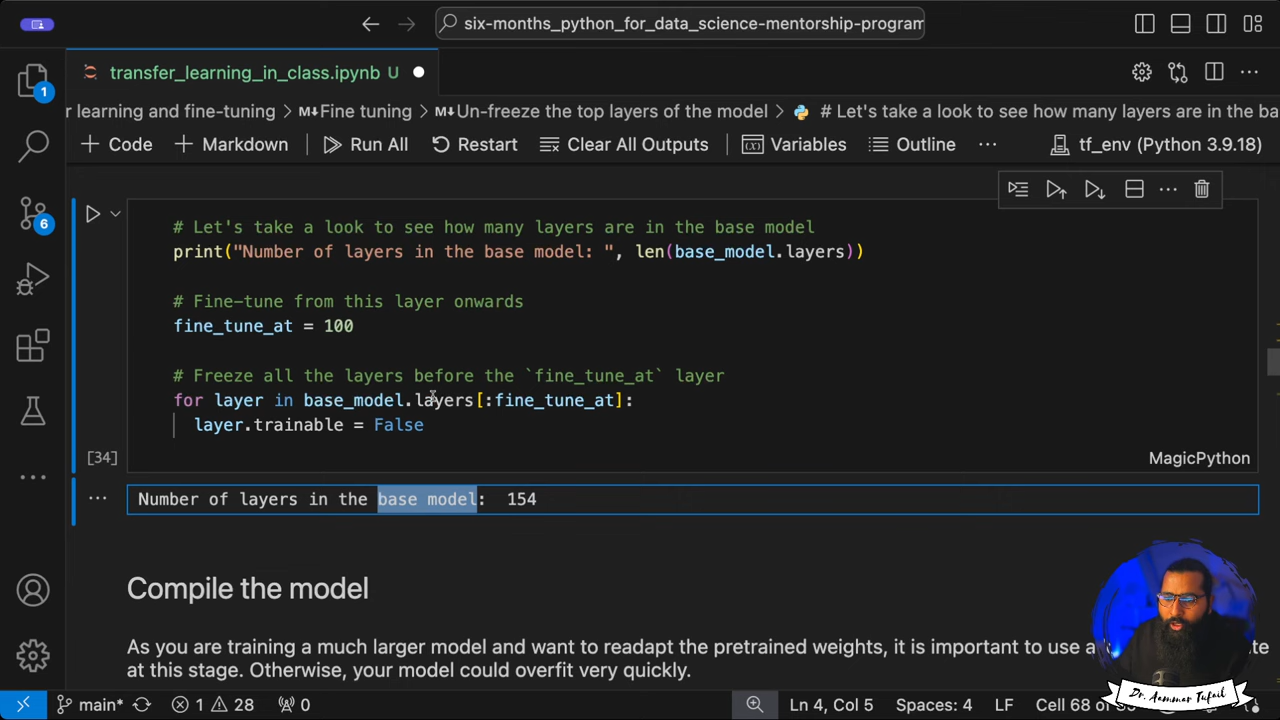 six-months_python_for_data_science-mentorship-program
transfer_learning_in_class.ipynb U
r learning and fine-tuning > M↓Fine tuning > M↓Un-freeze the top layers of the model > # Let's take a look to see how many layers are in the ba
+ Code + Markdown Run All Restart Clear All Outputs Variables Outline ... tf_env (Python 3.9.18)
1
6
# Let's take a look to see how many layers are in the base model
print("Number of layers in the base model: ", len(base_model.layers))
# Fine-tune from this layer onwards
fine_tune_at = 100
# Freeze all the layers before the `fine_tune_at` layer
for layer in base_model.layers[:fine_tune_at]:
layer.trainable = False
[34]
MagicPython
Number of layers in the base model: 154
Compile the model
As you are training a much larger model and want to readapt the pretrained weights, it is important to use a
at this stage. Otherwise, your model could overfit very quickly.
Dr. Aammar Tufail
main* 1 28 0 Ln 4, Col 5 Spaces: 4 LF Cell 68 of